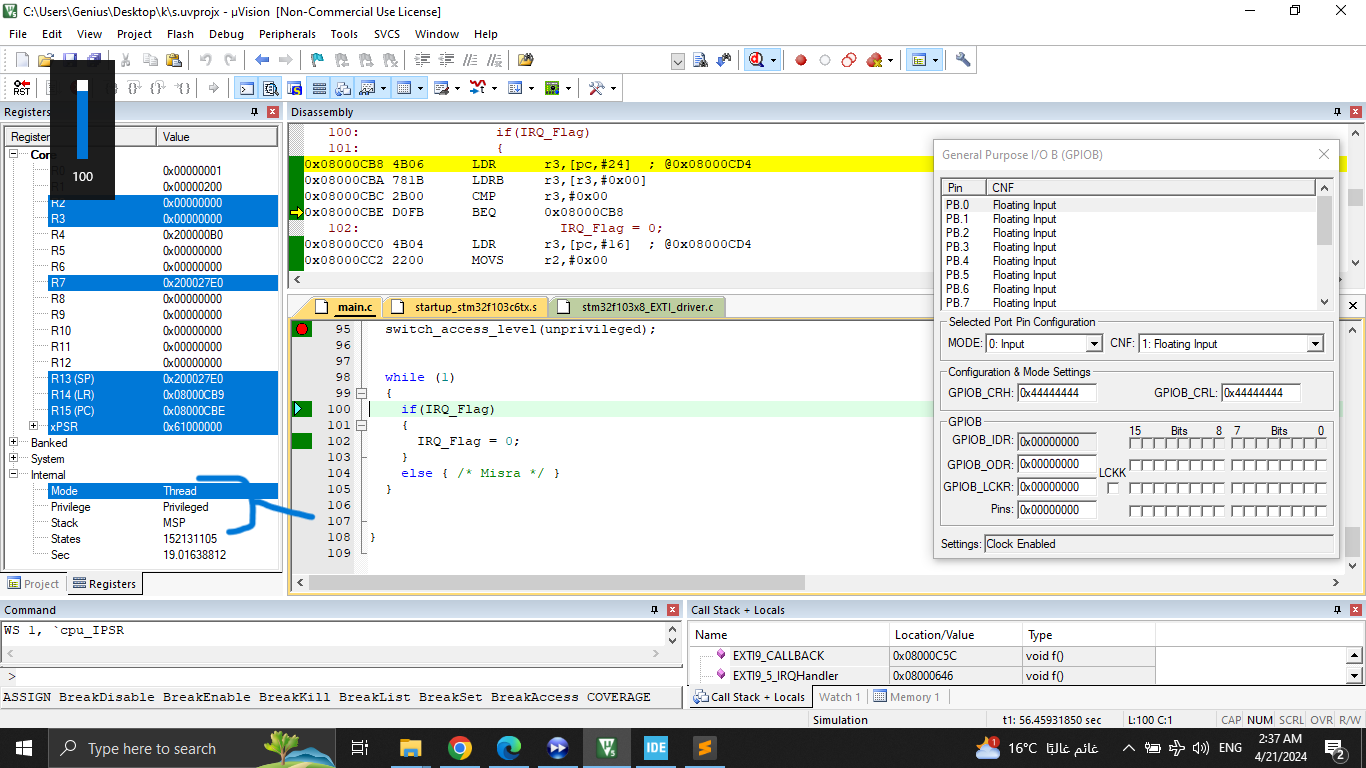 C:\Users\Genius\Desktop\k\s.uvprojx - µVision [Non-Commercial Use License]
File Edit View Project Flash Debug Peripherals Tools SVCS Window Help
Registers
Register Value
Core
100
0x00000001
0x00000200
R2 0x00000000
R3 0x00000000
R4 0x200000B0
R5 0x00000000
R6 0x00000000
R7 0x200027E0
R8 0x00000000
R9 0x00000000
R10 0x00000000
R11 0x00000000
R12 0x00000000
R13 (SP) 0x200027E0
R14 (LR) 0x08000CB9
R15 (PC) 0x08000CBE
xPSR 0x61000000
Banked
System
Internal
Mode Thread
Privilege Privileged
Stack MSP
States 152131105
Sec 19.01638812
Project Registers
Disassembly
100: if(IRQ_Flag)
101: {
0x08000CB8 4B06 LDR r3,[pc,#24] ; @0x08000CD4
0x08000CBA 781B LDRB r3,[r3,#0x00]
0x08000CBC 2B00 CMP r3,#0x00
0x08000CBE D0FB BEQ 0x08000CB8
102: IRQ_Flag = 0;
0x08000CC0 4B04 LDR r3,[pc,#16] ; @0x08000CD4
0x08000CC2 2200 MOVS r2,#0x00
main.c startup_stm32f103c6tx.s stm32f103x8_EXTI_driver.c
95 switch_access_level(unprivileged);
96
97
98 while (1)
99 {
100 if(IRQ_Flag)
101 {
102 IRQ_Flag = 0;
103 }
104 else { /* Misra */ }
105 }
106
107
108 }
109
General Purpose I/O B (GPIOB)
Pin CNF
PB.0 Floating Input
PB.1 Floating Input
PB.2 Floating Input
PB.3 Floating Input
PB.4 Floating Input
PB.5 Floating Input
PB.6 Floating Input
PB.7 Floating Input
Selected Port Pin Configuration
MODE: 0: Input CNF: 1: Floating Input
Configuration & Mode Settings
GPIOB_CRH: 0x44444444 GPIOB_CRL: 0x44444444
GPIOB
15 Bits 8 7 Bits 0
GPIOB_IDR: 0x00000000
GPIOB_ODR: 0x00000000
LCKK
GPIOB_LCKR: 0x00000000
Pins: 0x00000000
Settings: Clock Enabled
Command
WS 1, `cpu_IPSR
>
ASSIGN BreakDisable BreakEnable BreakKill BreakList BreakSet BreakAccess COVERAGE
Call Stack + Locals
Name Location/Value Type
EXTI9_CALLBACK 0x08000C5C void f()
EXTI9_5_IRQHandler 0x08000646 void f()
Call Stack + Locals Watch 1 Memory 1
Simulation t1: 56.45931850 sec L:100 C:1 CAP NUM SCRL OVR R/W
Type here to search
IDE
16°C غائم غالبًا
ENG
2:37 AM
4/21/2024
2